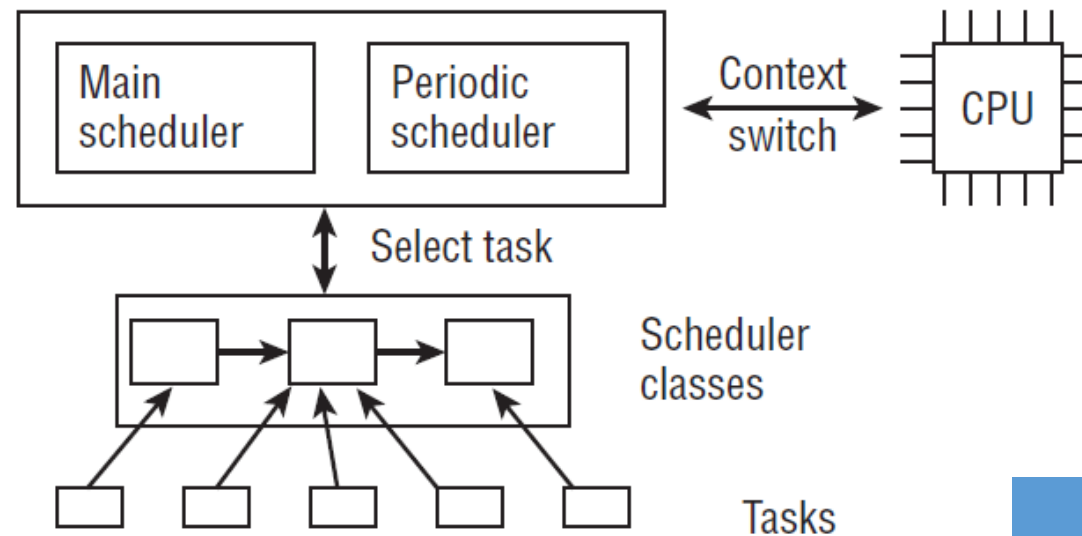 Main
scheduler
Periodic
scheduler
Context
switch
CPU
Select task
Scheduler
classes
Tasks